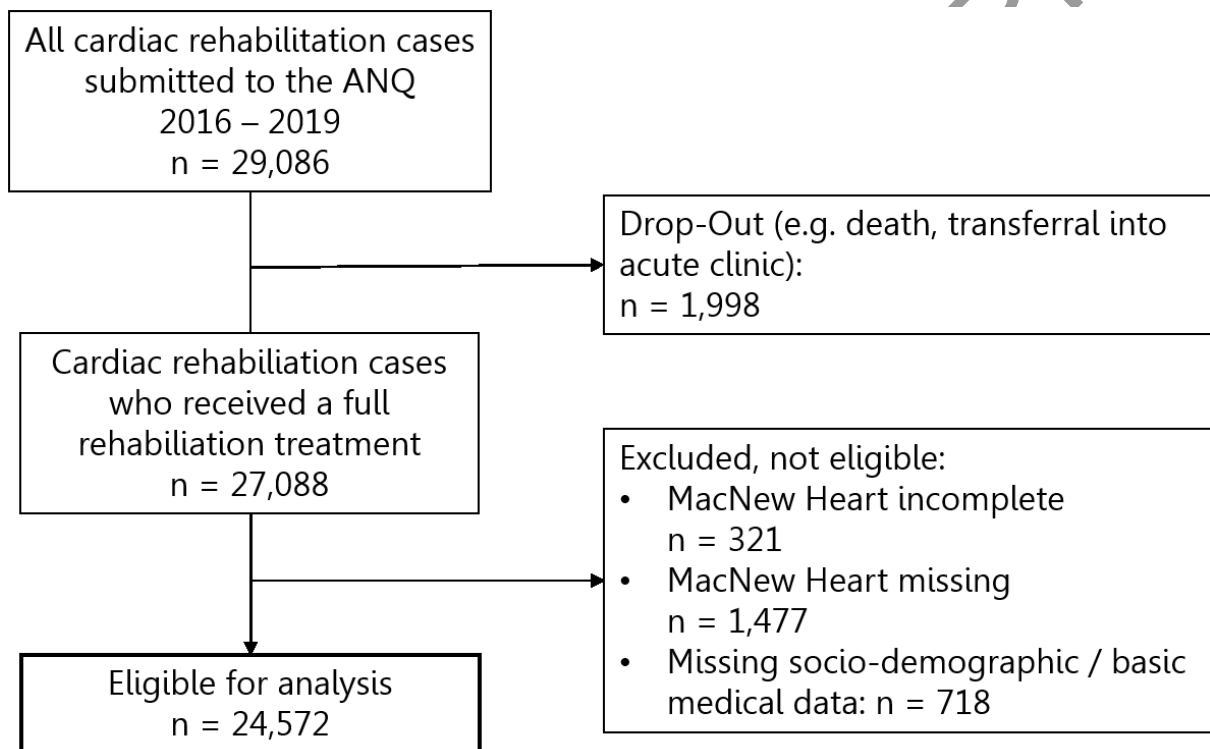 All cardiac rehabilitation cases
submitted to the ANQ
2016 – 2019
n = 29,086
Drop-Out (e.g. death, transferral into
acute clinic):
n = 1,998
Cardiac rehabiliation cases
who received a full
rehabiliation treatment
n = 27,088
Excluded, not eligible:
• MacNew Heart incomplete
n = 321
• MacNew Heart missing
n = 1,477
• Missing socio-demographic / basic
medical data: n = 718
Eligible for analysis
n = 24,572